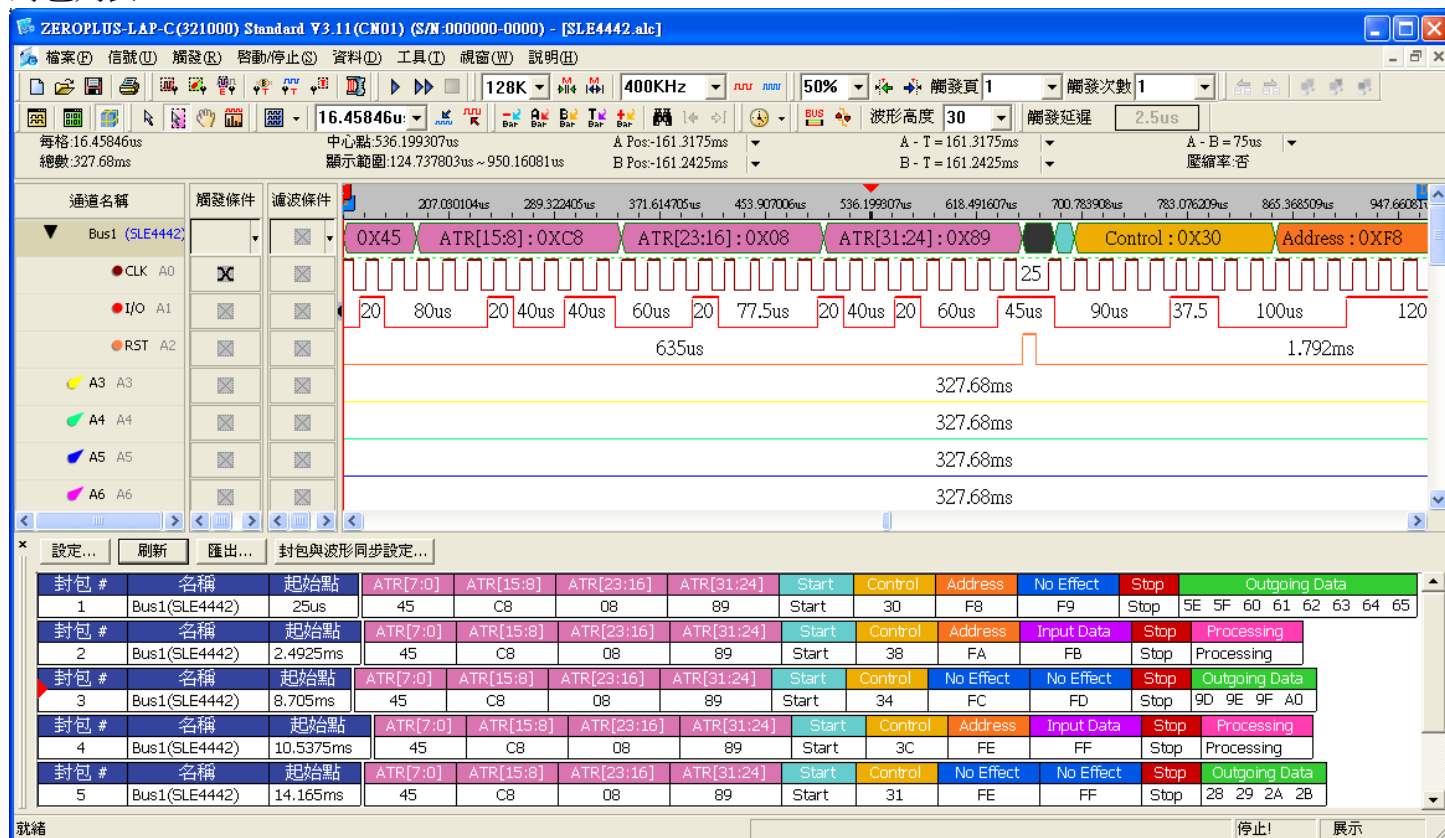 ZEROPLUS-LAP-C(321000) Standard V3.11(CN01) (S/N:000000-0000) - [SLE4442.alc]
檔案(F) 信號(U) 觸發(R) 啓動/停止(S) 資料(D) 工具(T) 視窗(W) 說明(H)
128K 400KHz 50% 觸發頁 1 觸發次數 1
16.45846u: Bar Bar Bar Bar Bar BUS 波形高度 30 觸發延遲 2.5us
每格:16.45846us 中心點:536.199307us A Pos:-161.3175ms A - T = 161.3175ms A - B = 75us
總數:327.68ms 顯示範圍:124.737803us ~ 950.16081us B Pos:-161.2425ms B - T = 161.2425ms 壓縮率:否
通道名稱 觸發條件 濾波條件 207.080104us 289.322405us 371.614705us 453.907006us 536.199307us 618.491607us 700.783908us 783.076209us 865.368509us 947.66081
Bus1 (SLE4442) 0X45 ATR[15:8] : 0XC8 ATR[23:16] : 0X08 ATR[31:24] : 0X89 Control : 0X30 Address : 0XF8
CLK A0 25
I/O A1 20 80us 20 40us 40us 60us 20 77.5us 20 40us 20 60us 45us 90us 37.5 100us 120
RST A2 635us 1.792ms
A3 A3 327.68ms
A4 A4 327.68ms
A5 A5 327.68ms
A6 A6 327.68ms
設定... 刷新 匯出... 封包與波形同步設定...
封包 # 名稱 起始點 ATR[7:0] ATR[15:8] ATR[23:16] ATR[31:24] Start Control Address No Effect Stop Outgoing Data
1 Bus1(SLE4442) 25us 45 C8 08 89 Start 30 F8 F9 Stop 5E 5F 60 61 62 63 64 65
封包 # 名稱 起始點 ATR[7:0] ATR[15:8] ATR[23:16] ATR[31:24] Start Control Address Input Data Stop Processing
2 Bus1(SLE4442) 2.4925ms 45 C8 08 89 Start 38 FA FB Stop Processing
封包 # 名稱 起始點 ATR[7:0] ATR[15:8] ATR[23:16] ATR[31:24] Start Control No Effect No Effect Stop Outgoing Data
3 Bus1(SLE4442) 8.705ms 45 C8 08 89 Start 34 FC FD Stop 9D 9E 9F A0
封包 # 名稱 起始點 ATR[7:0] ATR[15:8] ATR[23:16] ATR[31:24] Start Control Address Input Data Stop Processing
4 Bus1(SLE4442) 10.5375ms 45 C8 08 89 Start 3C FE FF Stop Processing
封包 # 名稱 起始點 ATR[7:0] ATR[15:8] ATR[23:16] ATR[31:24] Start Control No Effect No Effect Stop Outgoing Data
5 Bus1(SLE4442) 14.165ms 45 C8 08 89 Start 31 FE FF Stop 28 29 2A 2B
就緒 停止! 展示